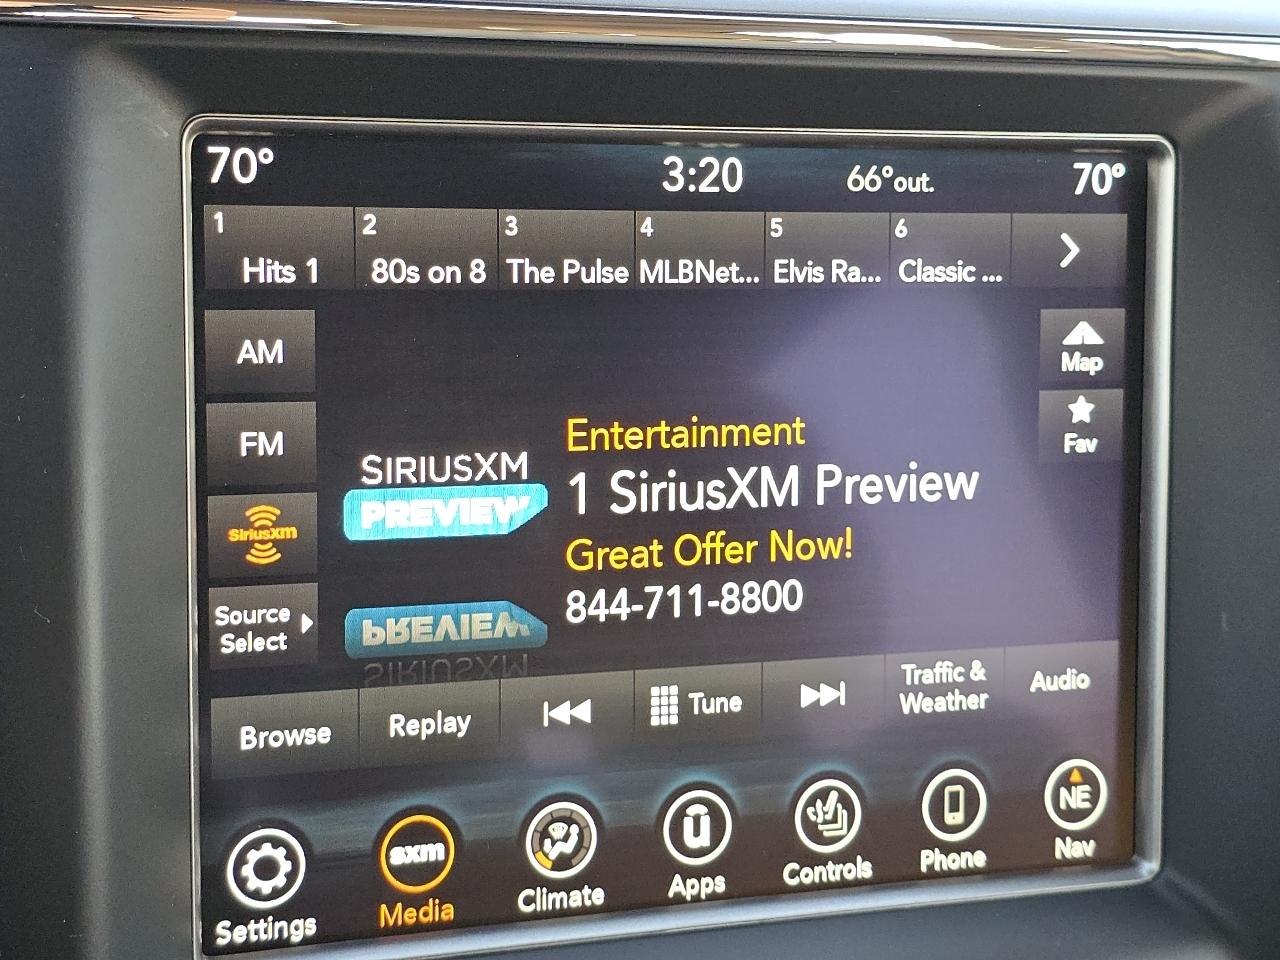 70° 3:20 66°out. 70°
1 2 3 4 5 6
Hits 1 80s on 8 The Pulse MLBNet... Elvis Ra... Classic ...
AM
Map
FM
Fav
SiriusXM
Source
Select
SIRIUSXM
PREVIEW
Entertainment
1 SiriusXM Preview
Great Offer Now!
844-711-8800
PREVIEW
SIRIUSXM
Browse Replay Tune Traffic &
Weather Audio
sxm ü NE
Settings Media Climate Apps Controls Phone Nav